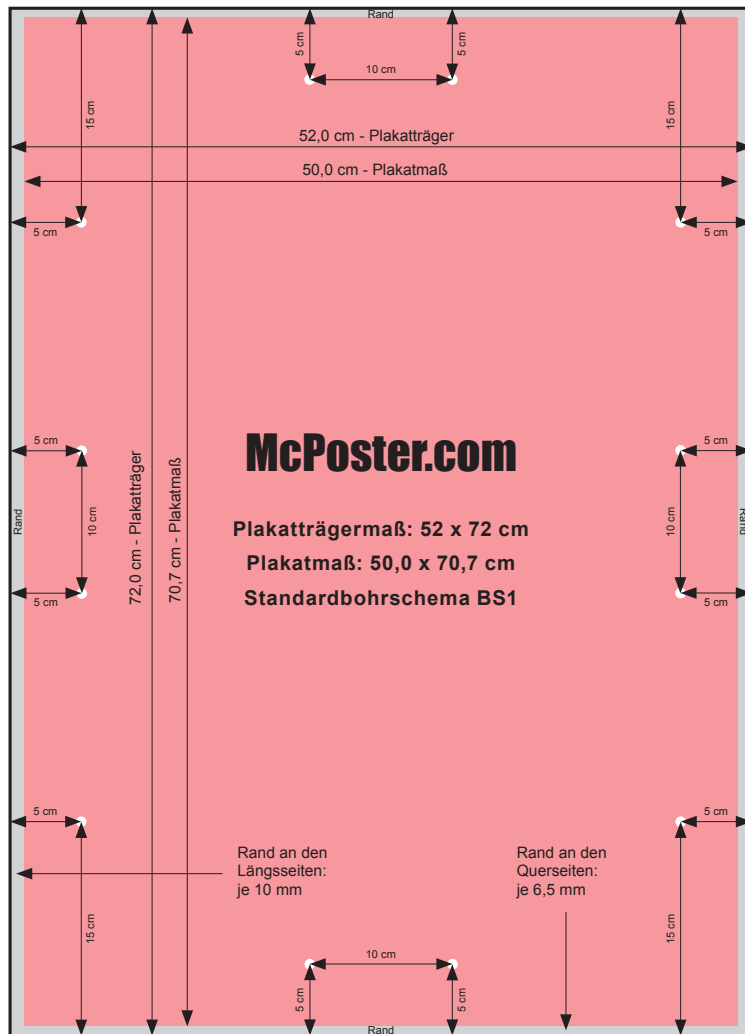 Rand
5 cm
5 cm
10 cm
15 cm
15 cm
52,0 cm - Plakatträger
50,0 cm - Plakatmaß
5 cm
5 cm
5 cm
5 cm
McPoster.com
Rand
10 cm
72,0 cm - Plakatträger
70,7 cm - Plakatmaß
Plakatträgermaß: 52 x 72 cm
Plakatmaß: 50,0 x 70,7 cm
Standardbohrschema BS1
10 cm
Rand
5 cm
5 cm
5 cm
5 cm
Rand an den
Längsseiten:
je 10 mm
Rand an den
Querseiten:
je 6,5 mm
15 cm
15 cm
10 cm
5 cm
5 cm
Rand